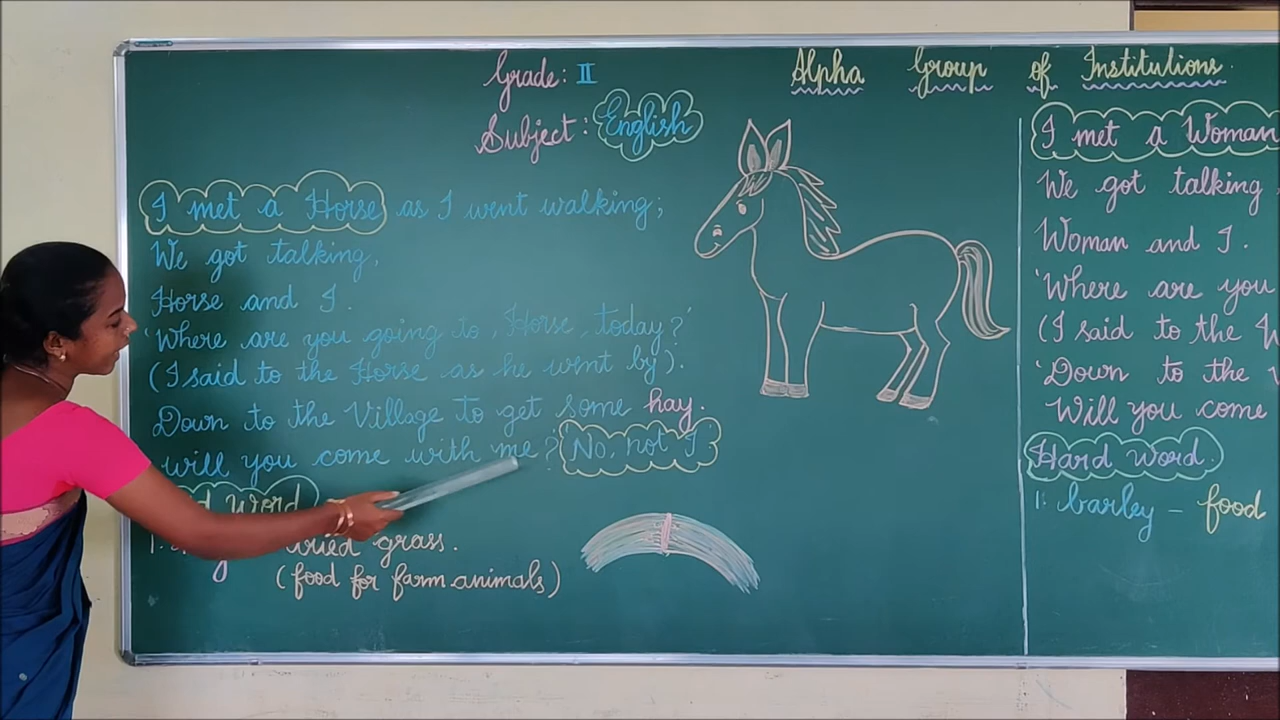 Grade: II
Alpha Group of Institutions.
Subject: English
I met a Horse as I went walking;
We got talking,
Horse and I.
'Where are you going to, Horse, today?'
(I said to the Horse as he went by).
Down to the Village to get some hay.
will you come with me?' No, not I.
Word
1. dried grass.
(food for farm animals)
I met a Woman
We got talking
Woman and I.
'Where are you
(I said to the
'Down to the
Will you come
Hard Word.
1. barley - food